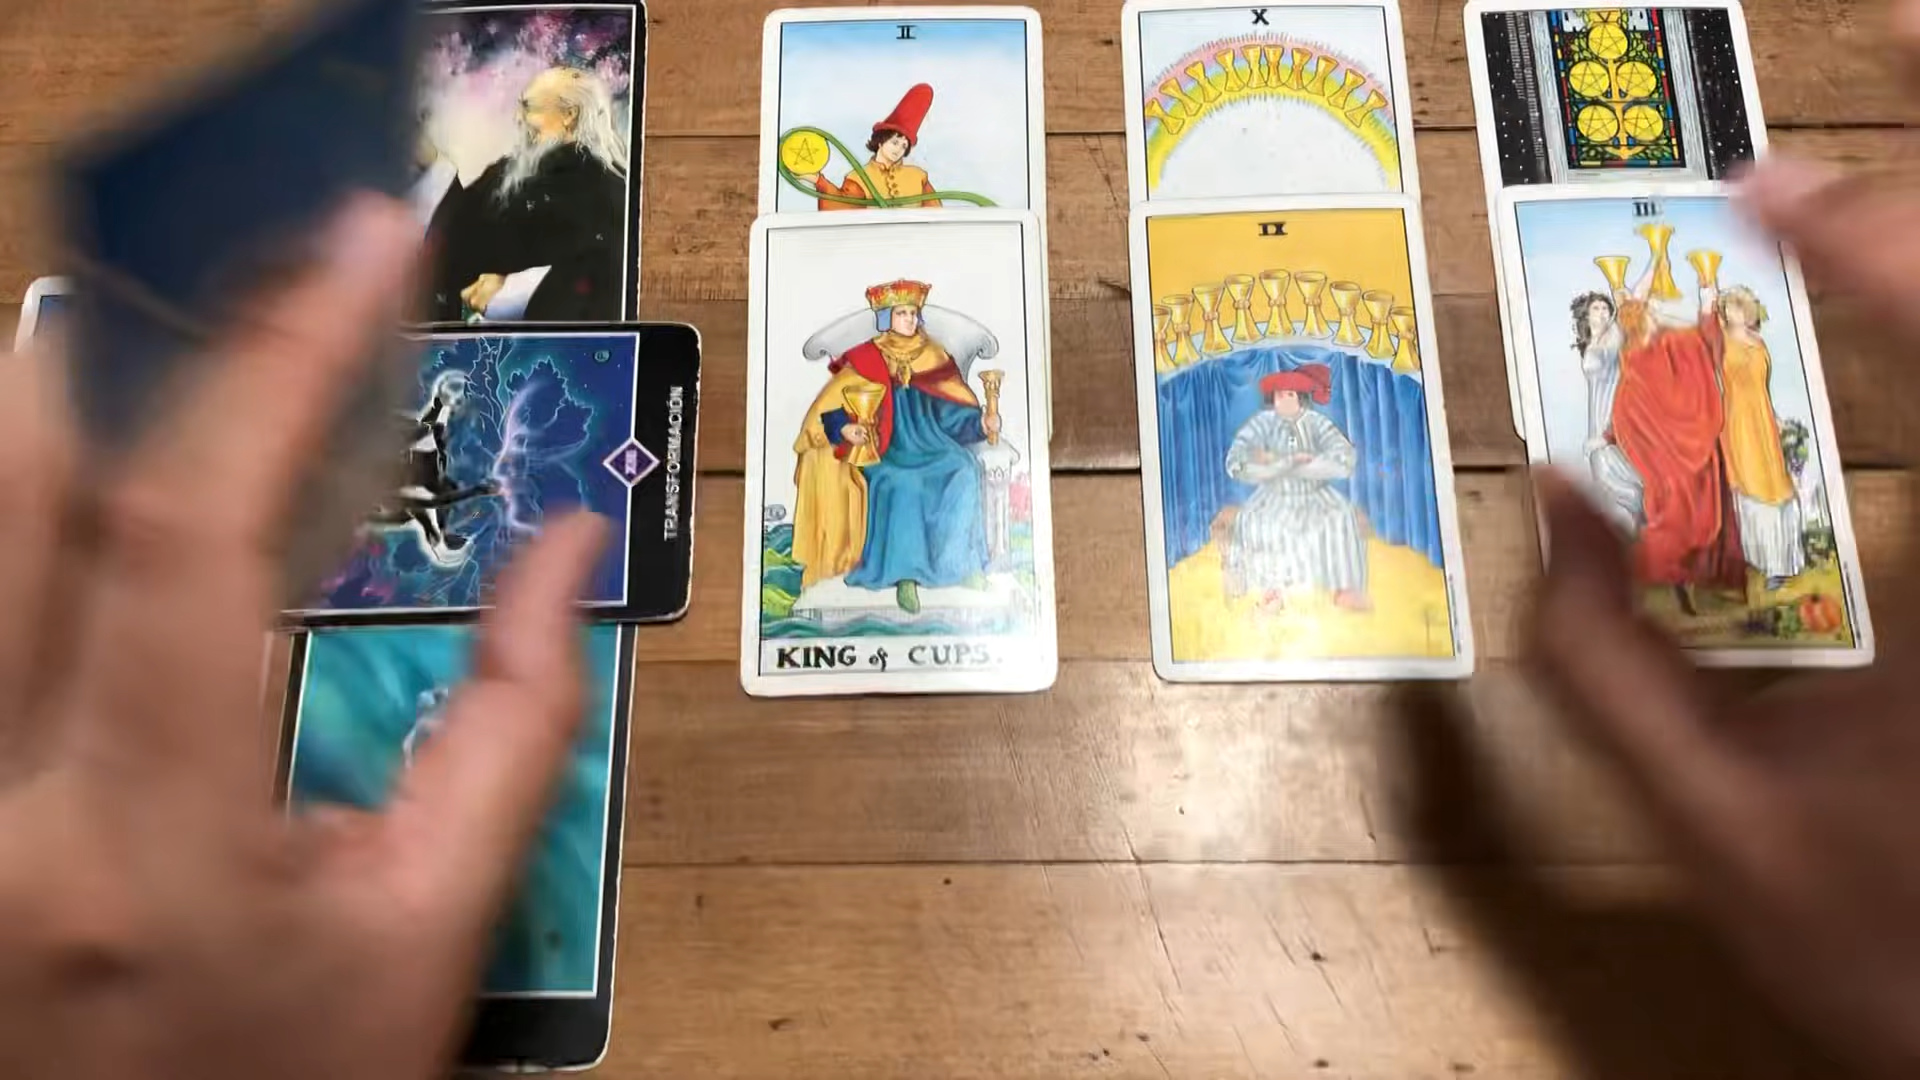 II
X
III
IX
TRANSFORMACIÓN
KING of CUPS.